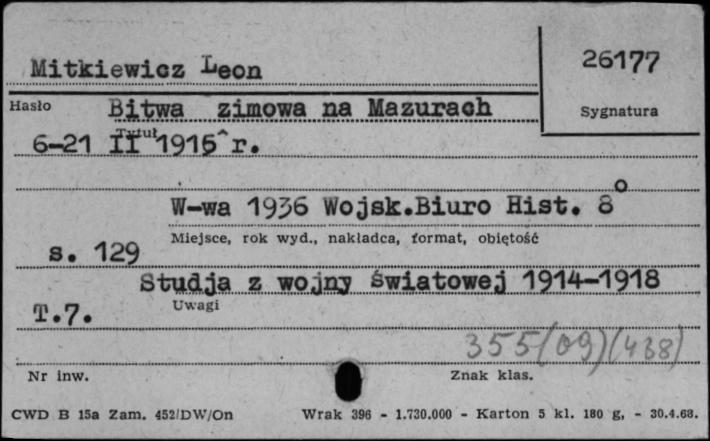 Mitkiewicz Leon
26177
Hasło
Bitwa zimowa na Mazurach
Sygnatura
Tytuł
6-21 II 1915 r.
W-wa 1936 Wojsk.Biuro Hist. 8°
Miejsce, rok wyd., nakładca, format, objętość
s. 129
Studja z wojny światowej 1914-1918
Uwagi
T.7.
355(09)(438)
Nr inw.
Znak klas.
CWD B 15a Zam. 452/DW/On Wrak 396 - 1.730.000 - Karton 5 kl. 180 g, - 30.4.68.